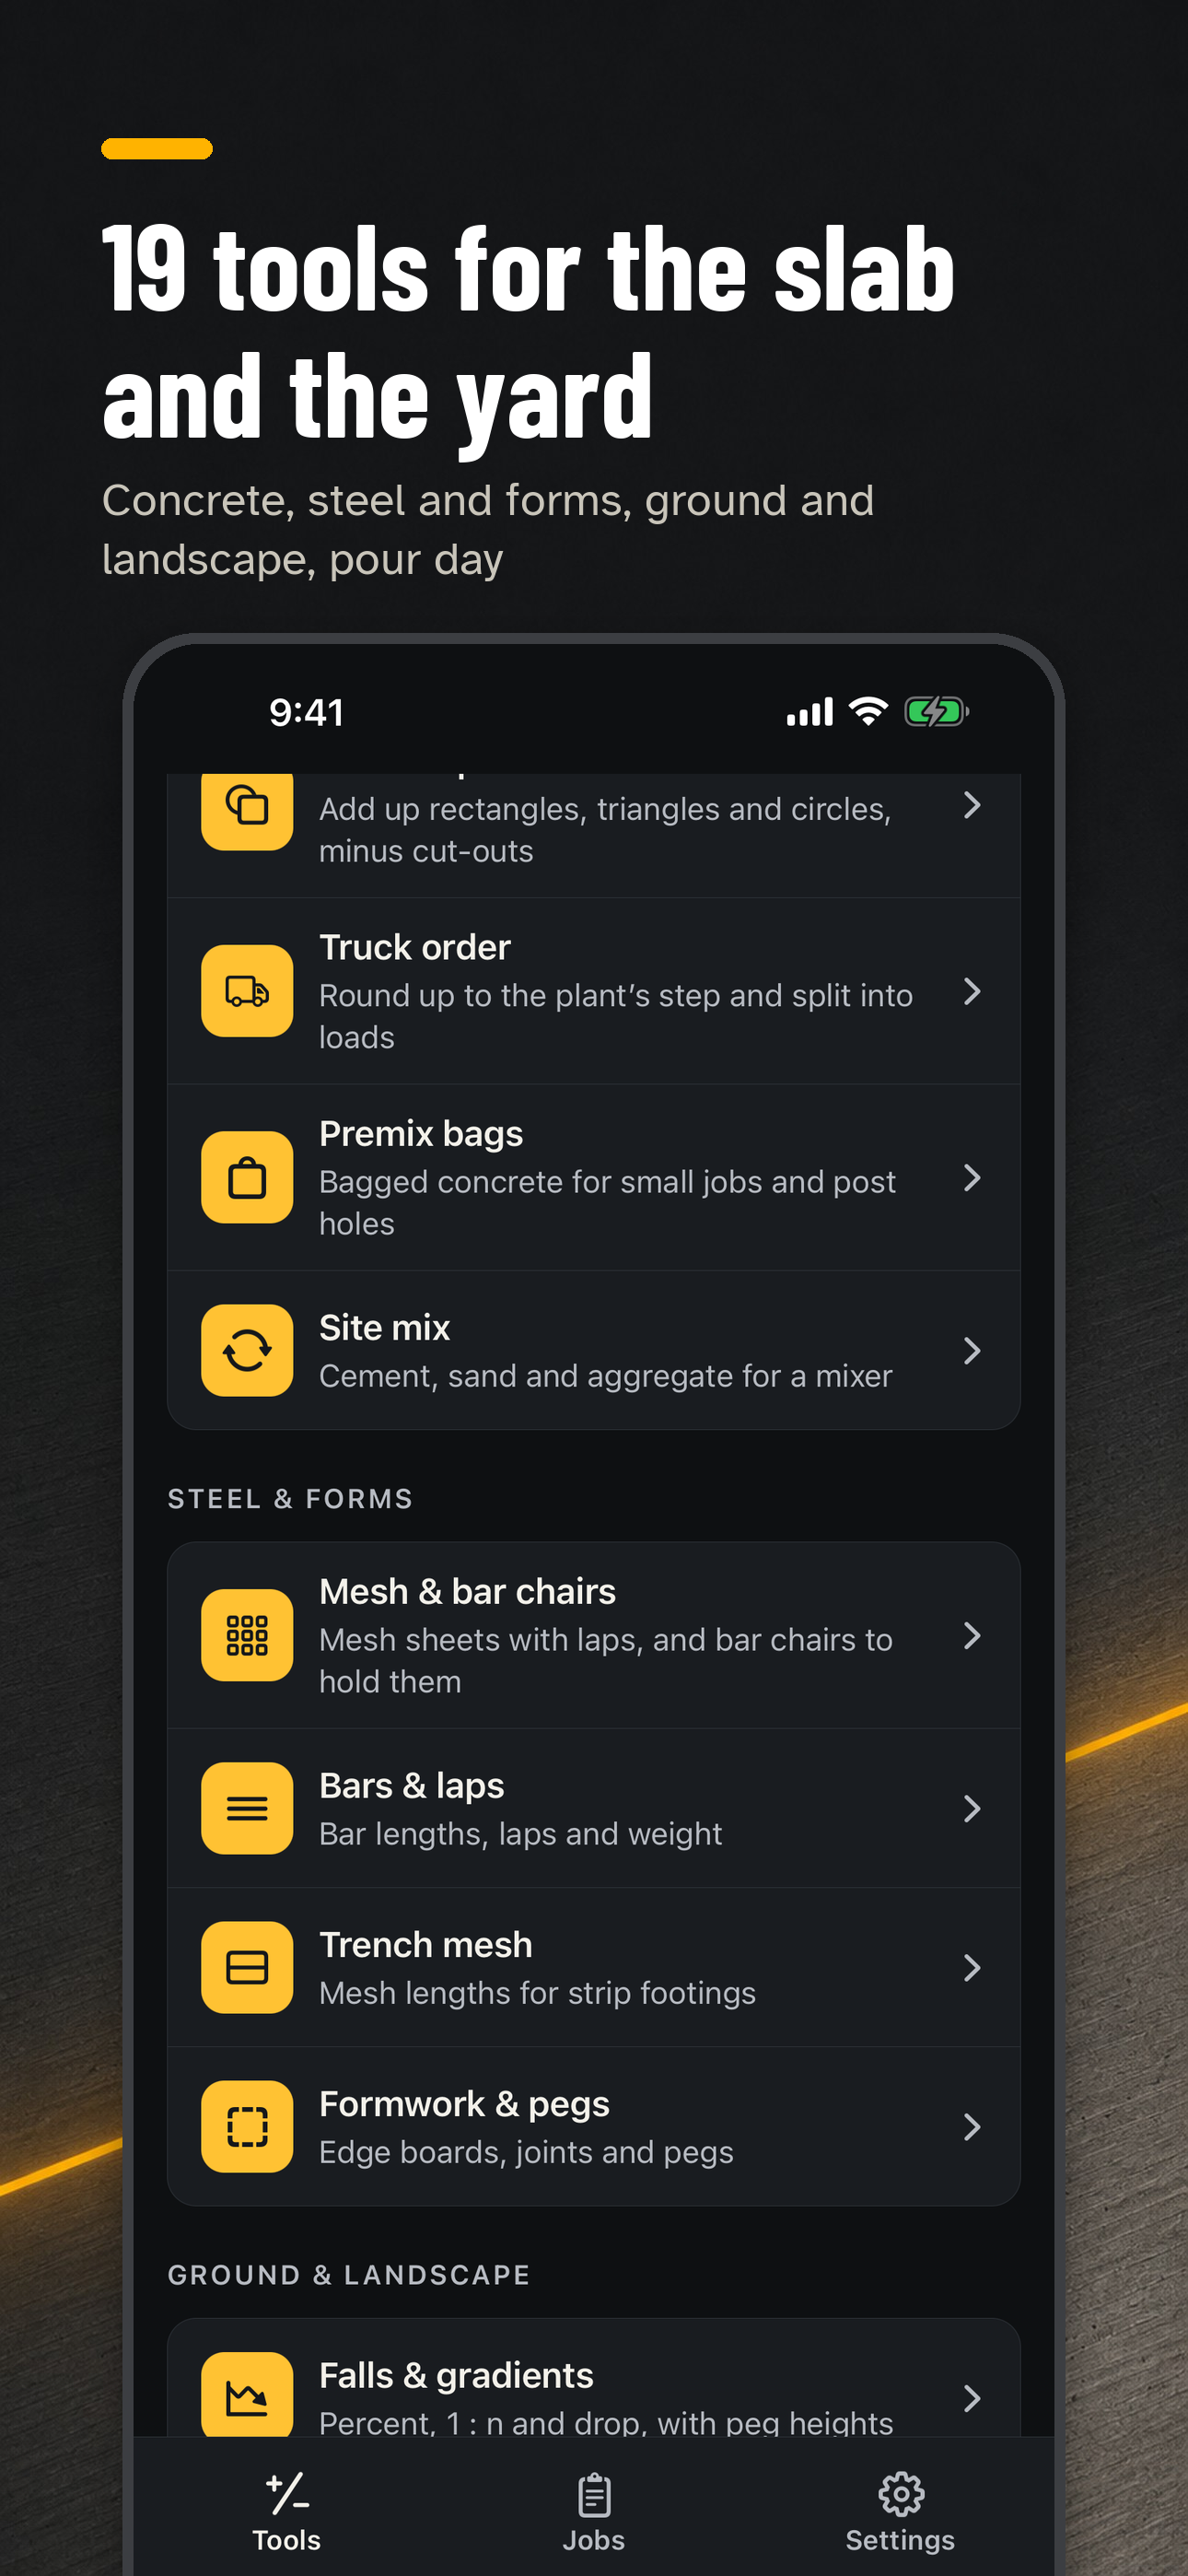 19 tools for the slab
and the yard
Concrete, steel and forms, ground and
landscape, pour day
9:41
Add up rectangles, triangles and circles,
minus cut-outs
Truck order
Round up to the plant’s step and split into
loads
Premix bags
Bagged concrete for small jobs and post
holes
Site mix
Cement, sand and aggregate for a mixer
STEEL & FORMS
Mesh & bar chairs
Mesh sheets with laps, and bar chairs to
hold them
Bars & laps
Bar lengths, laps and weight
Trench mesh
Mesh lengths for strip footings
Formwork & pegs
Edge boards, joints and pegs
GROUND & LANDSCAPE
Falls & gradients
Percent, 1 : n and drop, with peg heights
Tools
Jobs
Settings